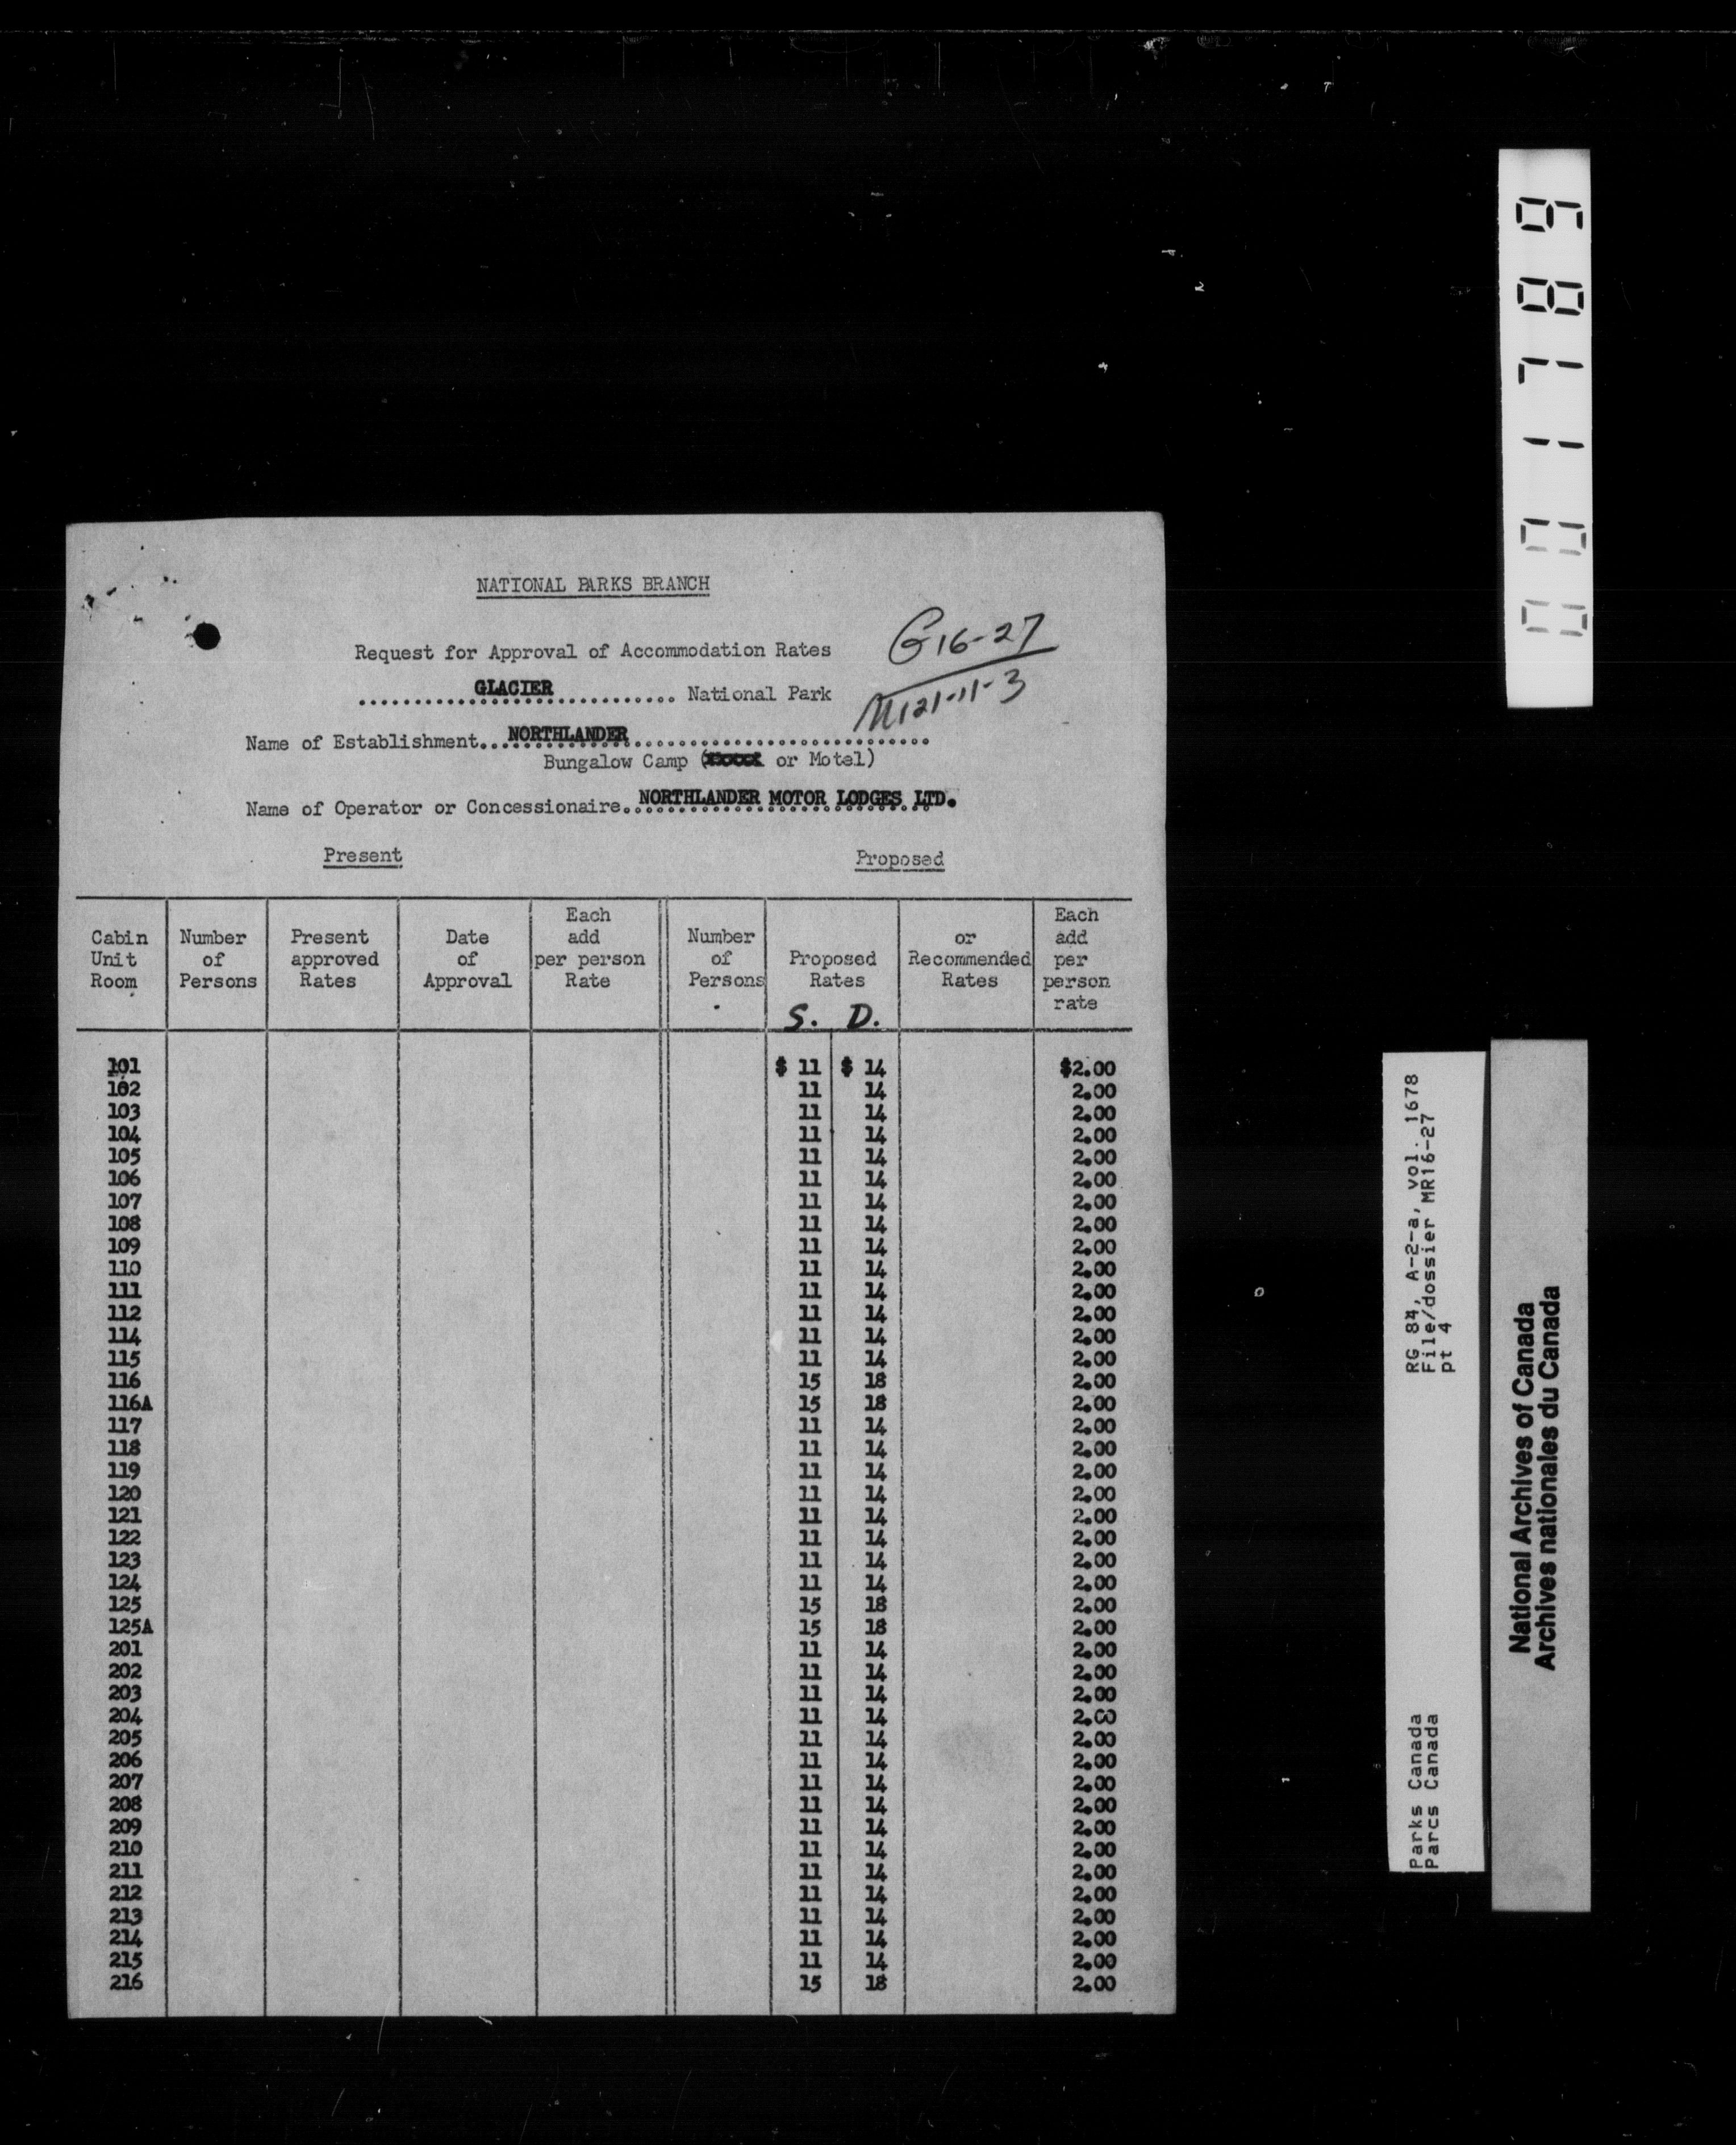 NATIONAL PARKS BRANCH
Request for Approval of Accommodation Rates
G16-27
GLACIER National Park
M121-11-3
Name of Establishment NORTHLANDER
Bungalow Camp ( or Motel)
Name of Operator or Concessionaire NORTHLANDER MOTOR LODGES LTD.
Present Proposed
Cabin Unit Room | Number of Persons | Present approved Rates | Date of Approval | Each add per person Rate | Number of Persons | Proposed Rates | or Recommended Rates | Each add per person rate
S. D.
101 $ 11 $ 14 $2.00
102 11 14 2.00
103 11 14 2.00
104 11 14 2.00
105 11 14 2.00
106 11 14 2.00
107 11 14 2.00
108 11 14 2.00
109 11 14 2.00
110 11 14 2.00
111 11 14 2.00
112 11 14 2.00
114 11 14 2.00
115 11 14 2.00
116 15 18 2.00
116A 15 18 2.00
117 11 14 2.00
118 11 14 2.00
119 11 14 2.00
120 11 14 2.00
121 11 14 2.00
122 11 14 2.00
123 11 14 2.00
124 11 14 2.00
125 15 18 2.00
125A 15 18 2.00
201 11 14 2.00
202 11 14 2.00
203 11 14 2.00
204 11 14 2.00
205 11 14 2.00
206 11 14 2.00
207 11 14 2.00
208 11 14 2.00
209 11 14 2.00
210 11 14 2.00
211 11 14 2.00
212 11 14 2.00
213 11 14 2.00
214 11 14 2.00
215 11 14 2.00
216 15 18 2.00
001789
RG 84, A-2-a, vol. 1678
File/dossier MR16-27
pt 4
Parks Canada
Parcs Canada
National Archives of Canada
Archives nationales du Canada